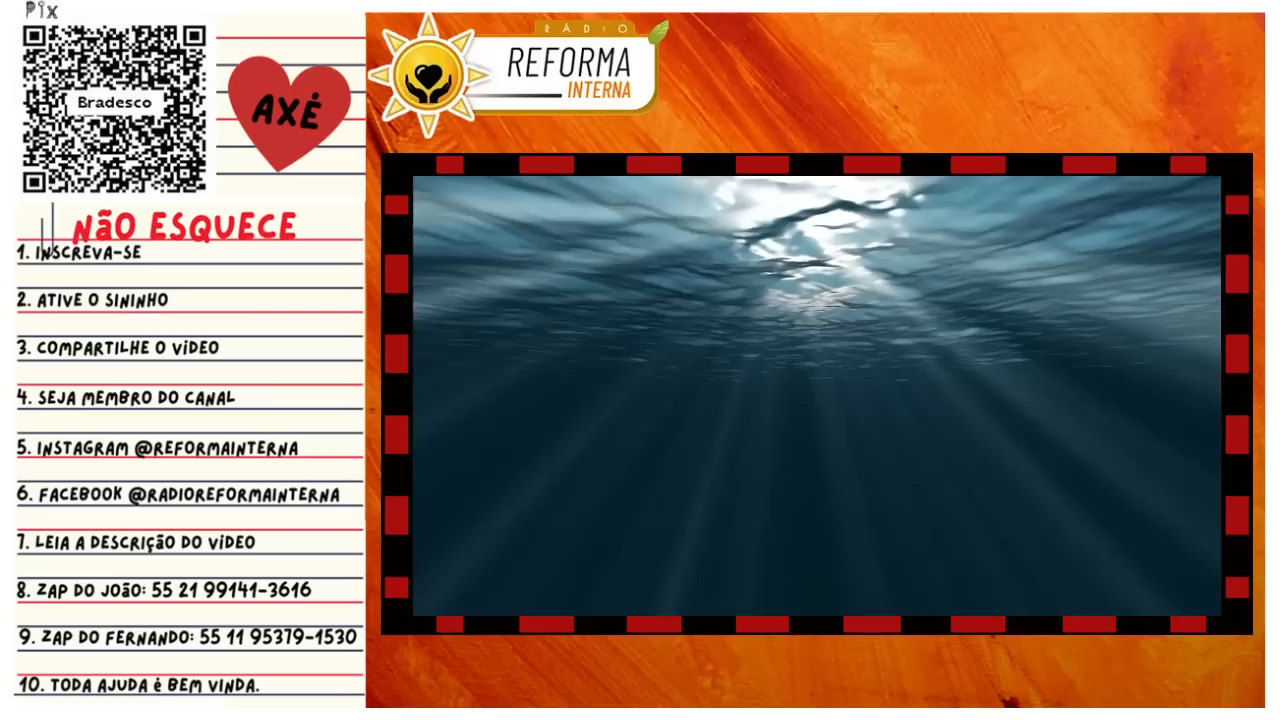 Pix
Bradesco
AXÉ
NãO ESQUECE
1. INSCREVA-SE
2. ATIVE O SININHO
3. COMPARTILHE O VíDEO
4. SEJA MEMBRO DO CANAL
5. INSTAGRAM @REFORMAINTERNA
6. FACEBOOK @RADIOREFORMAINTERNA
7. LEIA A DESCRIÇãO DO VíDEO
8. ZAP DO JOãO: 55 21 99141-3616
9. ZAP DO FERNANDO: 55 11 95379-1530
10. TODA AJUDA é BEM VINDA.
RÁDIO
REFORMA
INTERNA